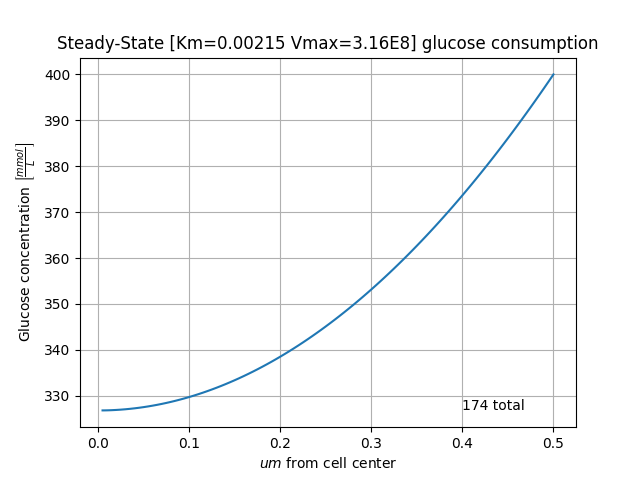 Steady-State [Km=0.00215 Vmax=3.16E8] glucose consumption
Glucose concentration [mmol/L]
400
390
380
370
360
350
340
330
174 total
0.0 0.1 0.2 0.3 0.4 0.5
um from cell center